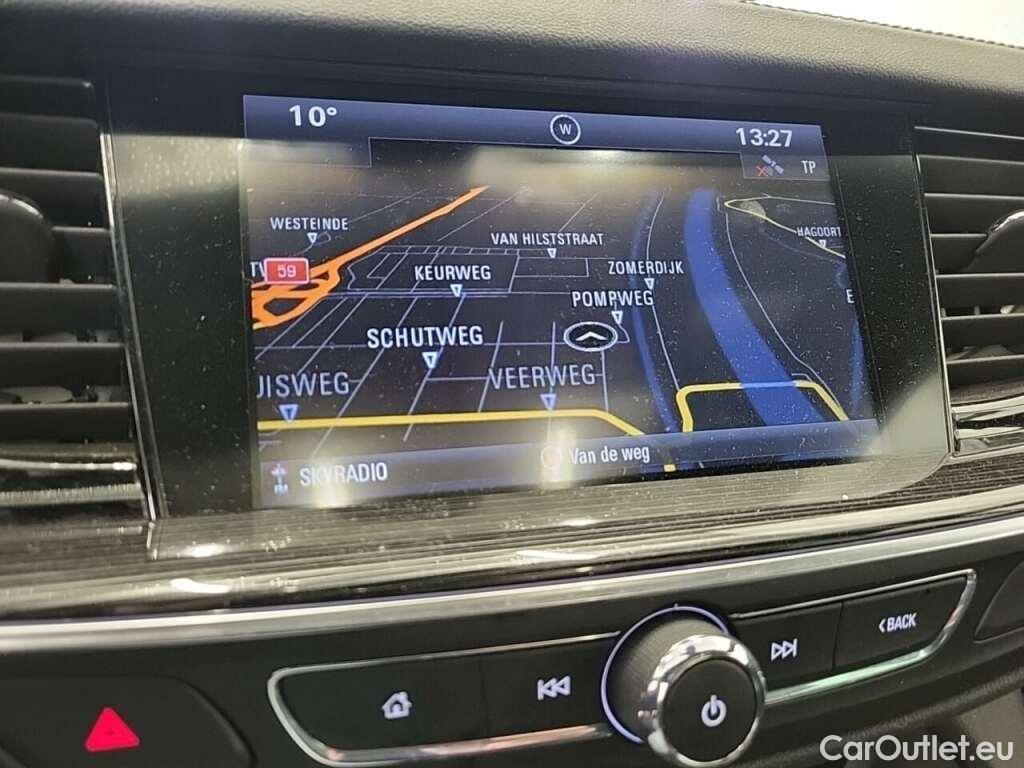 10°
W
13:27
TP
WESTEINDE
VAN HILSTSTRAAT
HAGOORT
59
KEURWEG
ZOMERDIJK
POMPWEG
SCHUTWEG
UISWEG
VEERWEG
FM
SKYRADIO
Van de weg
<BACK
CarOutlet.eu